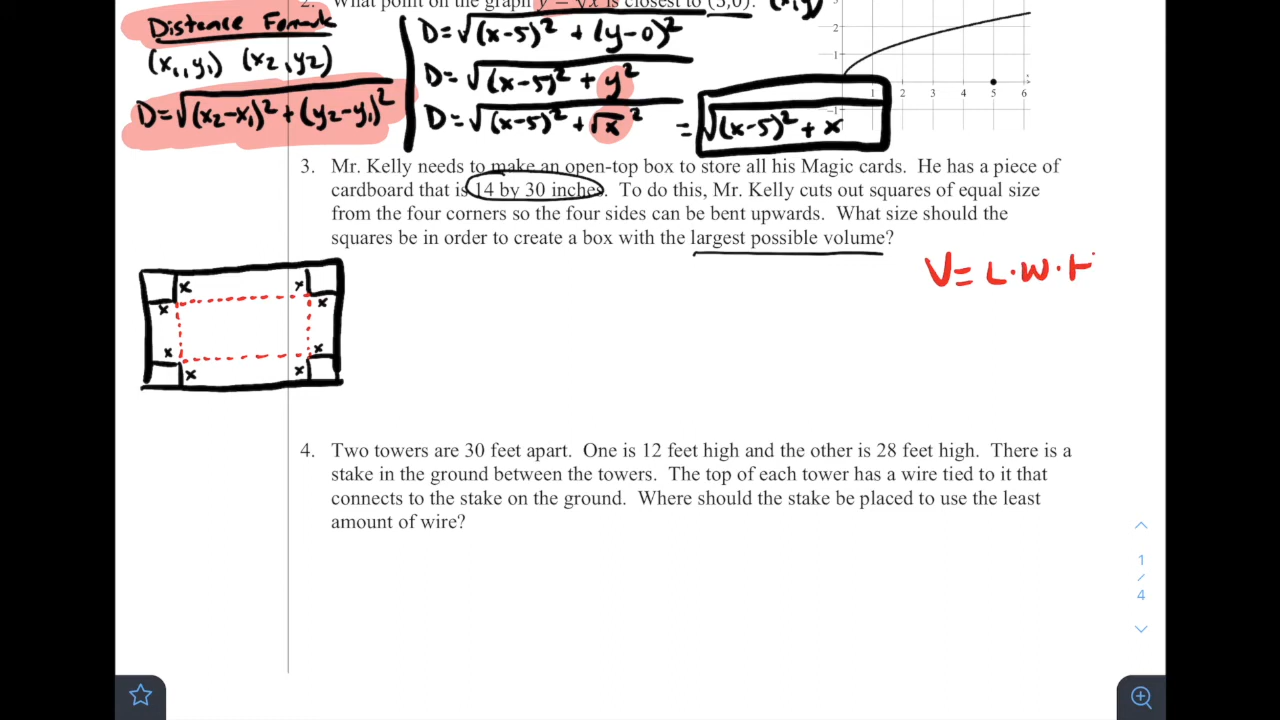 2. What point on the graph y = √x is closest to (5,0)? (x,y)
Distance Formula
(x₁,y₁) (x₂,y₂)
D=√(x₂-x₁)²+(y₂-y₁)²
D=√(x-5)²+(y-0)²
D=√(x-5)²+y²
D=√(x-5)²+√x² = √(x-5)²+x
2
1
-1
1 2 3 4 5 6
3. Mr. Kelly needs to make an open-top box to store all his Magic cards. He has a piece of
cardboard that is 14 by 30 inches. To do this, Mr. Kelly cuts out squares of equal size
from the four corners so the four sides can be bent upwards. What size should the
squares be in order to create a box with the largest possible volume?
V=L·W·H
x x
x x
x x
x x
4. Two towers are 30 feet apart. One is 12 feet high and the other is 28 feet high. There is a
stake in the ground between the towers. The top of each tower has a wire tied to it that
connects to the stake on the ground. Where should the stake be placed to use the least
amount of wire?
1
/
4